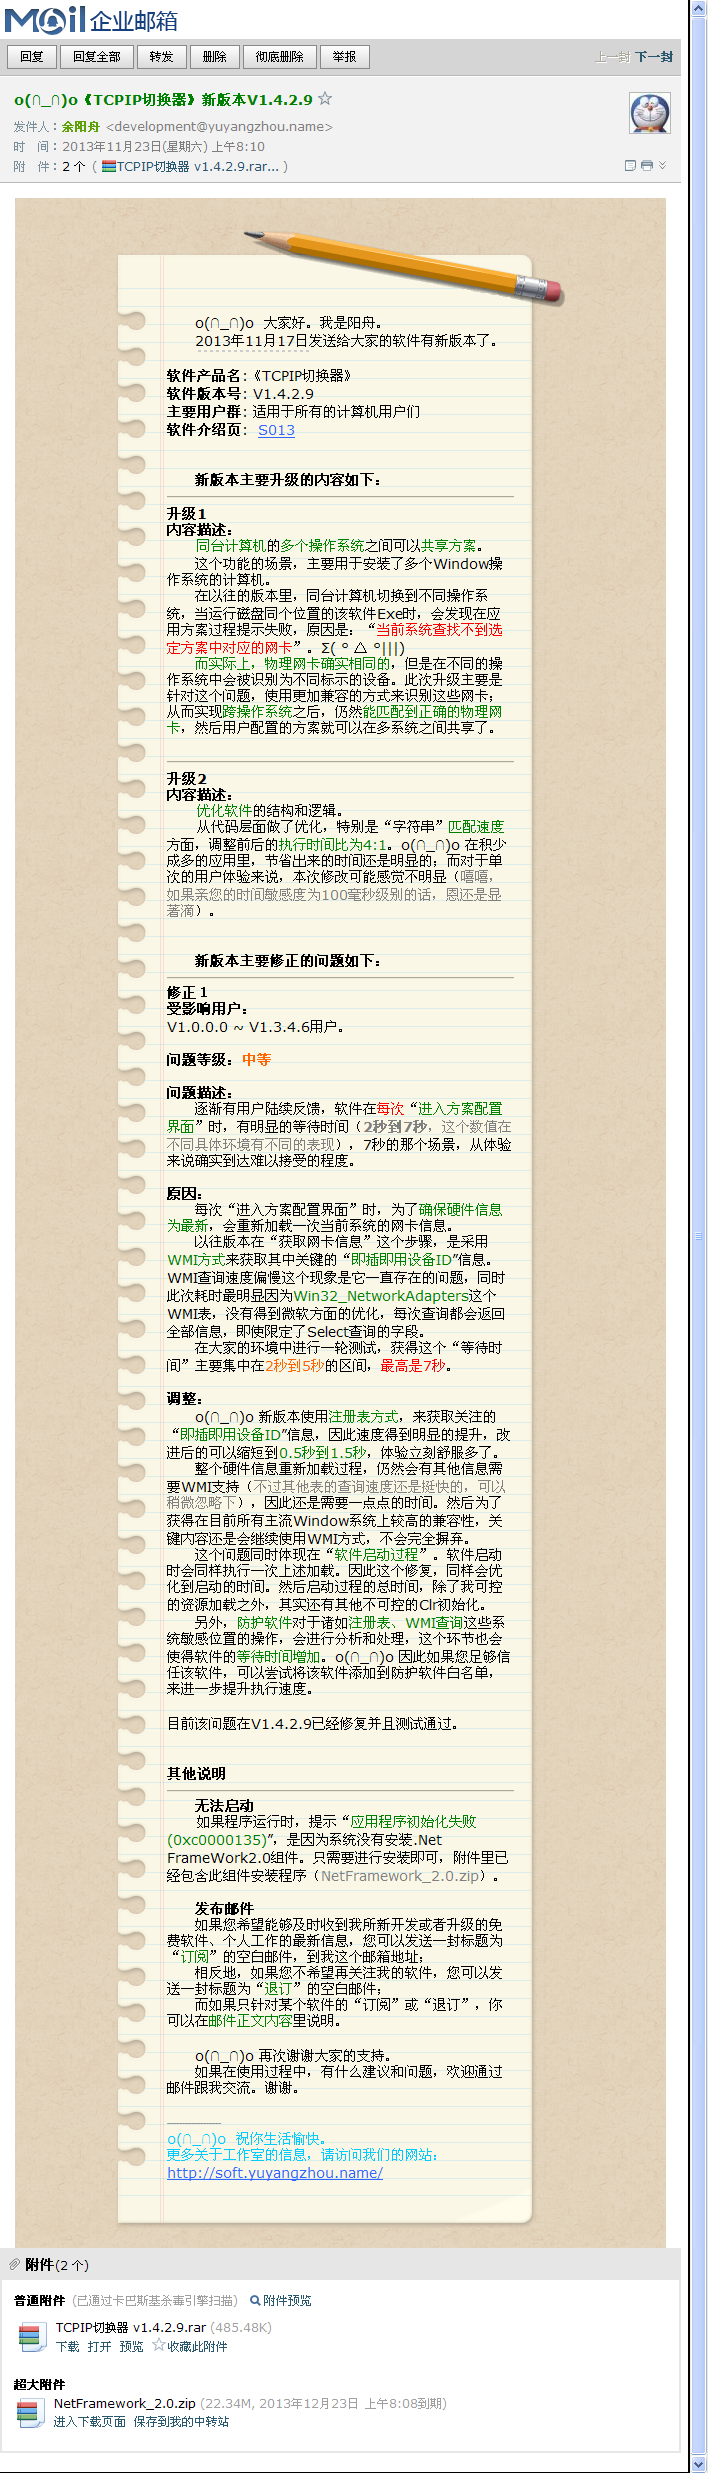 Mail 企业邮箱
回复 回复全部 转发 删除 彻底删除 举报 上一封 下一封
o(∩_∩)o《TCPIP切换器》新版本V1.4.2.9 ☆
发件人：余阳舟 <development@yuyangzhou.name>
时 间：2013年11月23日(星期六) 上午8:10
附 件：2 个 ( TCPIP切换器 v1.4.2.9.rar... )
o(∩_∩)o 大家好。我是阳舟。
2013年11月17日发送给大家的软件有新版本了。
软件产品名：《TCPIP切换器》
软件版本号：V1.4.2.9
主要用户群：适用于所有的计算机用户们
软件介绍页： S013
新版本主要升级的内容如下：
升级1
内容描述：
同台计算机的多个操作系统之间可以共享方案。
这个功能的场景，主要用于安装了多个Window操
作系统的计算机。
在以往的版本里，同台计算机切换到不同操作系
统，当运行磁盘同个位置的该软件Exe时，会发现在应
用方案过程提示失败，原因是：“当前系统查找不到选
定方案中对应的网卡”。Σ( ° △ °|||)
而实际上，物理网卡确实相同的，但是在不同的操
作系统中会被识别为不同标示的设备。此次升级主要是
针对这个问题，使用更加兼容的方式来识别这些网卡；
从而实现跨操作系统之后，仍然能匹配到正确的物理网
卡，然后用户配置的方案就可以在多系统之间共享了。
升级2
内容描述：
优化软件的结构和逻辑。
从代码层面做了优化，特别是“字符串”匹配速度
方面，调整前后的执行时间比为4:1。o(∩_∩)o 在积少
成多的应用里，节省出来的时间还是明显的；而对于单
次的用户体验来说，本次修改可能感觉不明显（嘻嘻，
如果亲您的时间敏感度为100毫秒级别的话，恩还是显
著滴）。
新版本主要修正的问题如下：
修正1
受影响用户：
V1.0.0.0 ~ V1.3.4.6用户。
问题等级：中等
问题描述：
逐渐有用户陆续反馈，软件在每次“进入方案配置
界面”时，有明显的等待时间（2秒到7秒，这个数值在
不同具体环境有不同的表现），7秒的那个场景，从体验
来说确实到达难以接受的程度。
原因：
每次“进入方案配置界面”时，为了确保硬件信息
为最新，会重新加载一次当前系统的网卡信息。
以往版本在“获取网卡信息”这个步骤，是采用
WMI方式来获取其中关键的“即插即用设备ID”信息。
WMI查询速度偏慢这个现象是它一直存在的问题，同时
此次耗时最明显因为Win32_NetworkAdapters这个
WMI表，没有得到微软方面的优化，每次查询都会返回
全部信息，即使限定了Select查询的字段。
在大家的环境中进行一轮测试，获得这个“等待时
间”主要集中在2秒到5秒的区间，最高是7秒。
调整：
o(∩_∩)o 新版本使用注册表方式，来获取关注的
“即插即用设备ID”信息，因此速度得到明显的提升，改
进后的可以缩短到0.5秒到1.5秒，体验立刻舒服多了。
整个硬件信息重新加载过程，仍然会有其他信息需
要WMI支持（不过其他表的查询速度还是挺快的，可以
稍微忽略下），因此还是需要一点点的时间。然后为了
获得在目前所有主流Window系统上较高的兼容性，关
键内容还是会继续使用WMI方式，不会完全摒弃。
这个问题同时体现在“软件启动过程”。软件启动
时会同样执行一次上述加载。因此这个修复，同样会优
化到启动的时间。然后启动过程的总时间，除了我可控
的资源加载之外，其实还有其他不可控的Clr初始化。
另外，防护软件对于诸如注册表、WMI查询这些系
统敏感位置的操作，会进行分析和处理，这个环节也会
使得软件的等待时间增加。o(∩_∩)o 因此如果您足够信
任该软件，可以尝试将该软件添加到防护软件白名单，
来进一步提升执行速度。
目前该问题在V1.4.2.9已经修复并且测试通过。
其他说明
无法启动
如果程序运行时，提示“应用程序初始化失败
(0xc0000135)”，是因为系统没有安装.Net
FrameWork2.0组件。只需要进行安装即可，附件里已
经包含此组件安装程序（NetFramework_2.0.zip）。
发布邮件
如果您希望能够及时收到我所新开发或者升级的免
费软件、个人工作的最新信息，您可以发送一封标题为
“订阅”的空白邮件，到我这个邮箱地址；
相反地，如果您不希望再关注我的软件，您可以发
送一封标题为“退订”的空白邮件；
而如果只针对某个软件的“订阅”或“退订”，你
可以在邮件正文内容里说明。
o(∩_∩)o 再次谢谢大家的支持。
如果在使用过程中，有什么建议和问题，欢迎通过
邮件跟我交流。谢谢。
o(∩_∩)o 祝你生活愉快。
更多关于工作室的信息，请访问我们的网站：
http://soft.yuyangzhou.name/
附件(2 个)
普通附件 (已通过卡巴斯基杀毒引擎扫描) 附件预览
TCPIP切换器 v1.4.2.9.rar (485.48K)
下载 打开 预览 ☆收藏此附件
超大附件
NetFramework_2.0.zip (22.34M, 2013年12月23日 上午8:08到期)
进入下载页面 保存到我的中转站